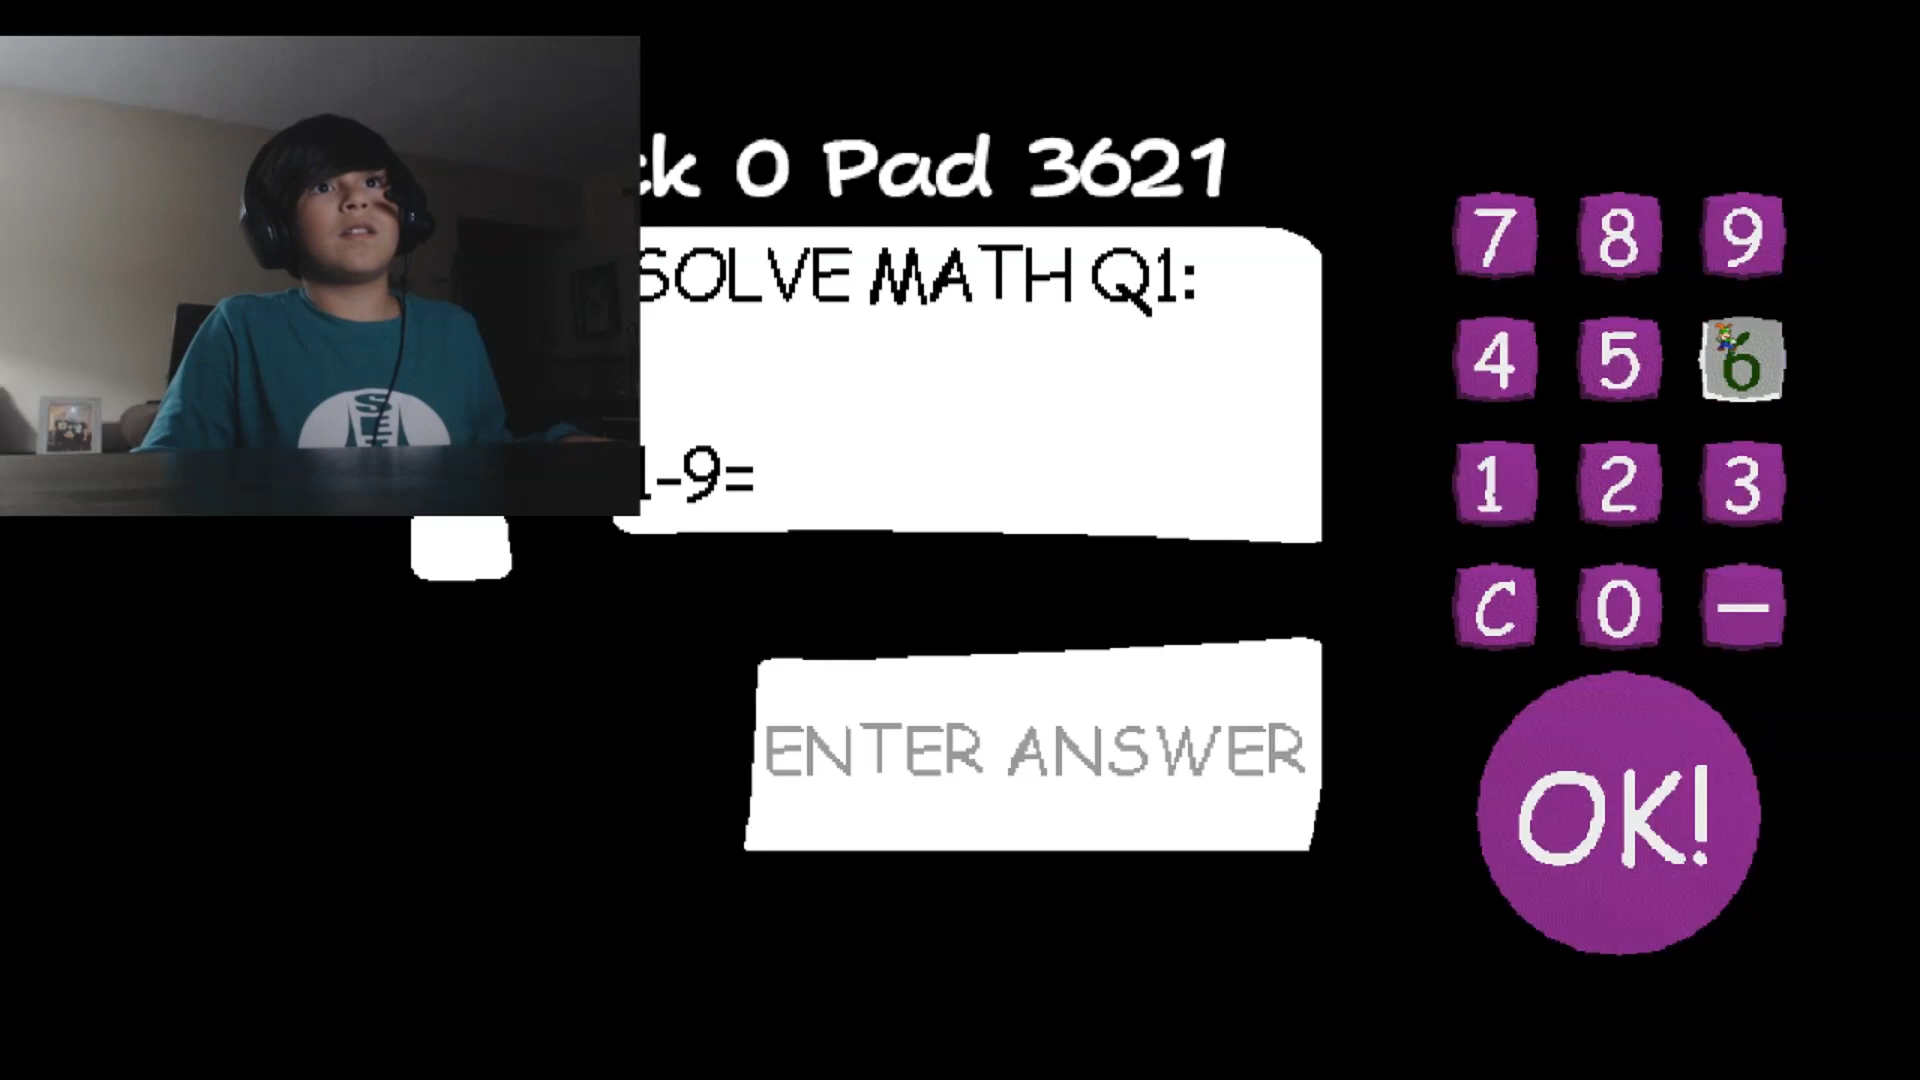 k 0 Pad 3621
SOLVE MATH Q1:
1-9=
ENTER ANSWER
7 8 9
4 5 6
1 2 3
C 0 –
OK!